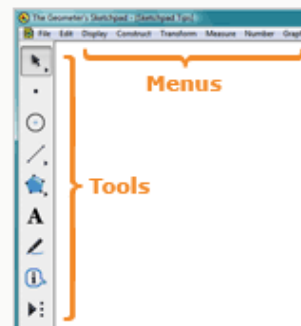 The Geometer's Sketchpad - [Sketchpad Tips]
File Edit Display Construct Transform Measure Number Graph
Menus
Tools
A